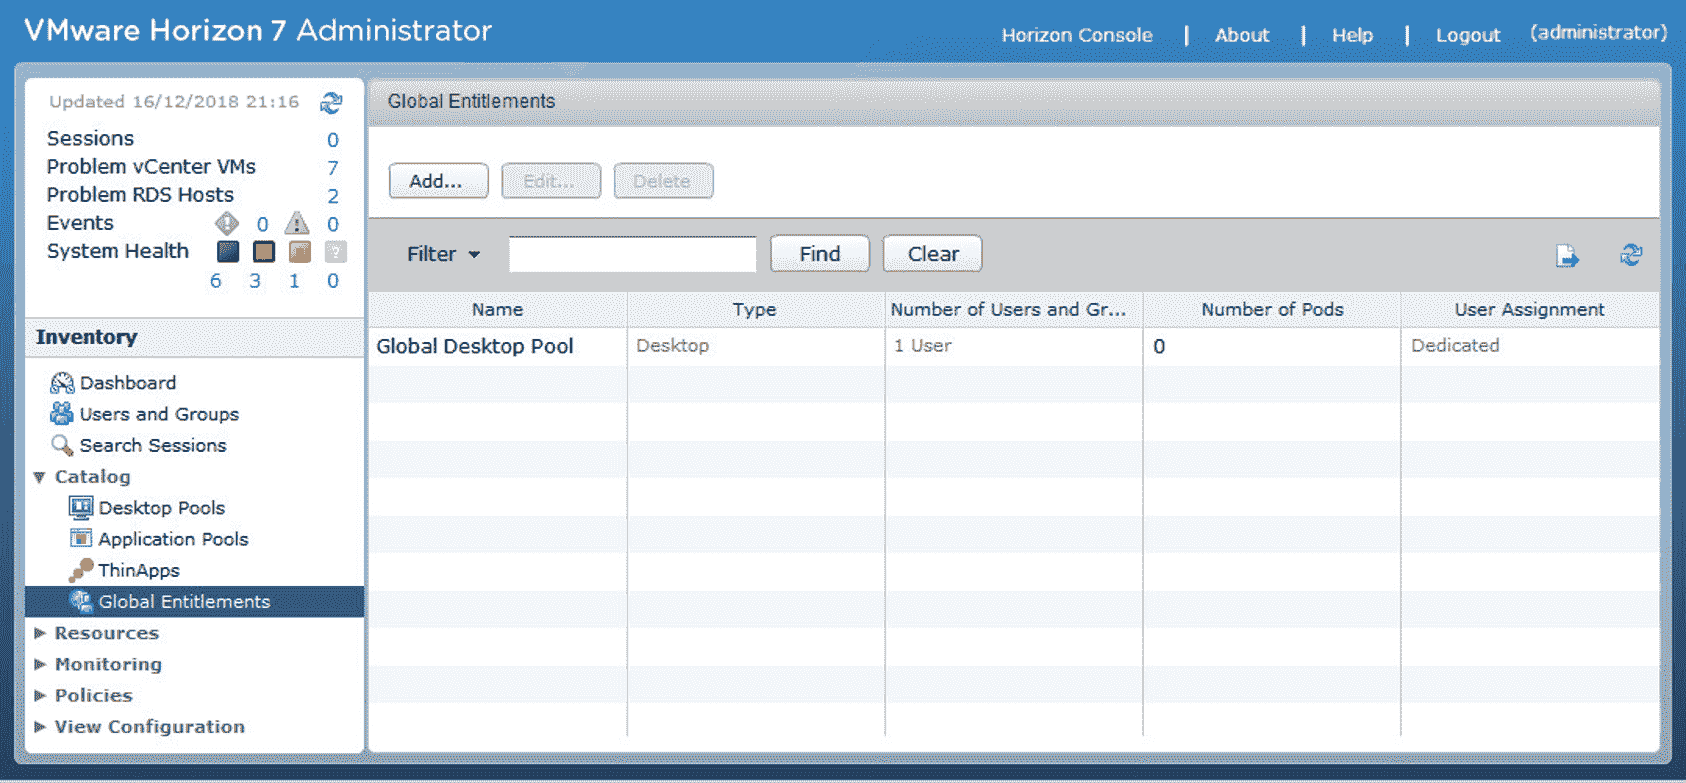 VMware Horizon 7 Administrator
Horizon Console | About | Help | Logout (administrator)
Updated 16/12/2018 21:16
Sessions 0
Problem vCenter VMs 7
Problem RDS Hosts 2
Events 0 0
System Health
6 3 1 0
Inventory
Dashboard
Users and Groups
Search Sessions
Catalog
Desktop Pools
Application Pools
ThinApps
Global Entitlements
Resources
Monitoring
Policies
View Configuration
Global Entitlements
Add... Edit... Delete
Filter Find Clear
Name Type Number of Users and Gr... Number of Pods User Assignment
Global Desktop Pool Desktop 1 User 0 Dedicated